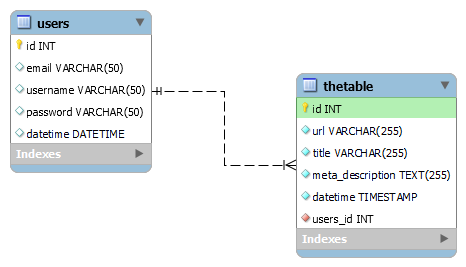 users
id INT
email VARCHAR(50)
username VARCHAR(50)
password VARCHAR(50)
datetime DATETIME
Indexes
thetable
id INT
url VARCHAR(255)
title VARCHAR(255)
meta_description TEXT(255)
datetime TIMESTAMP
users_id INT
Indexes